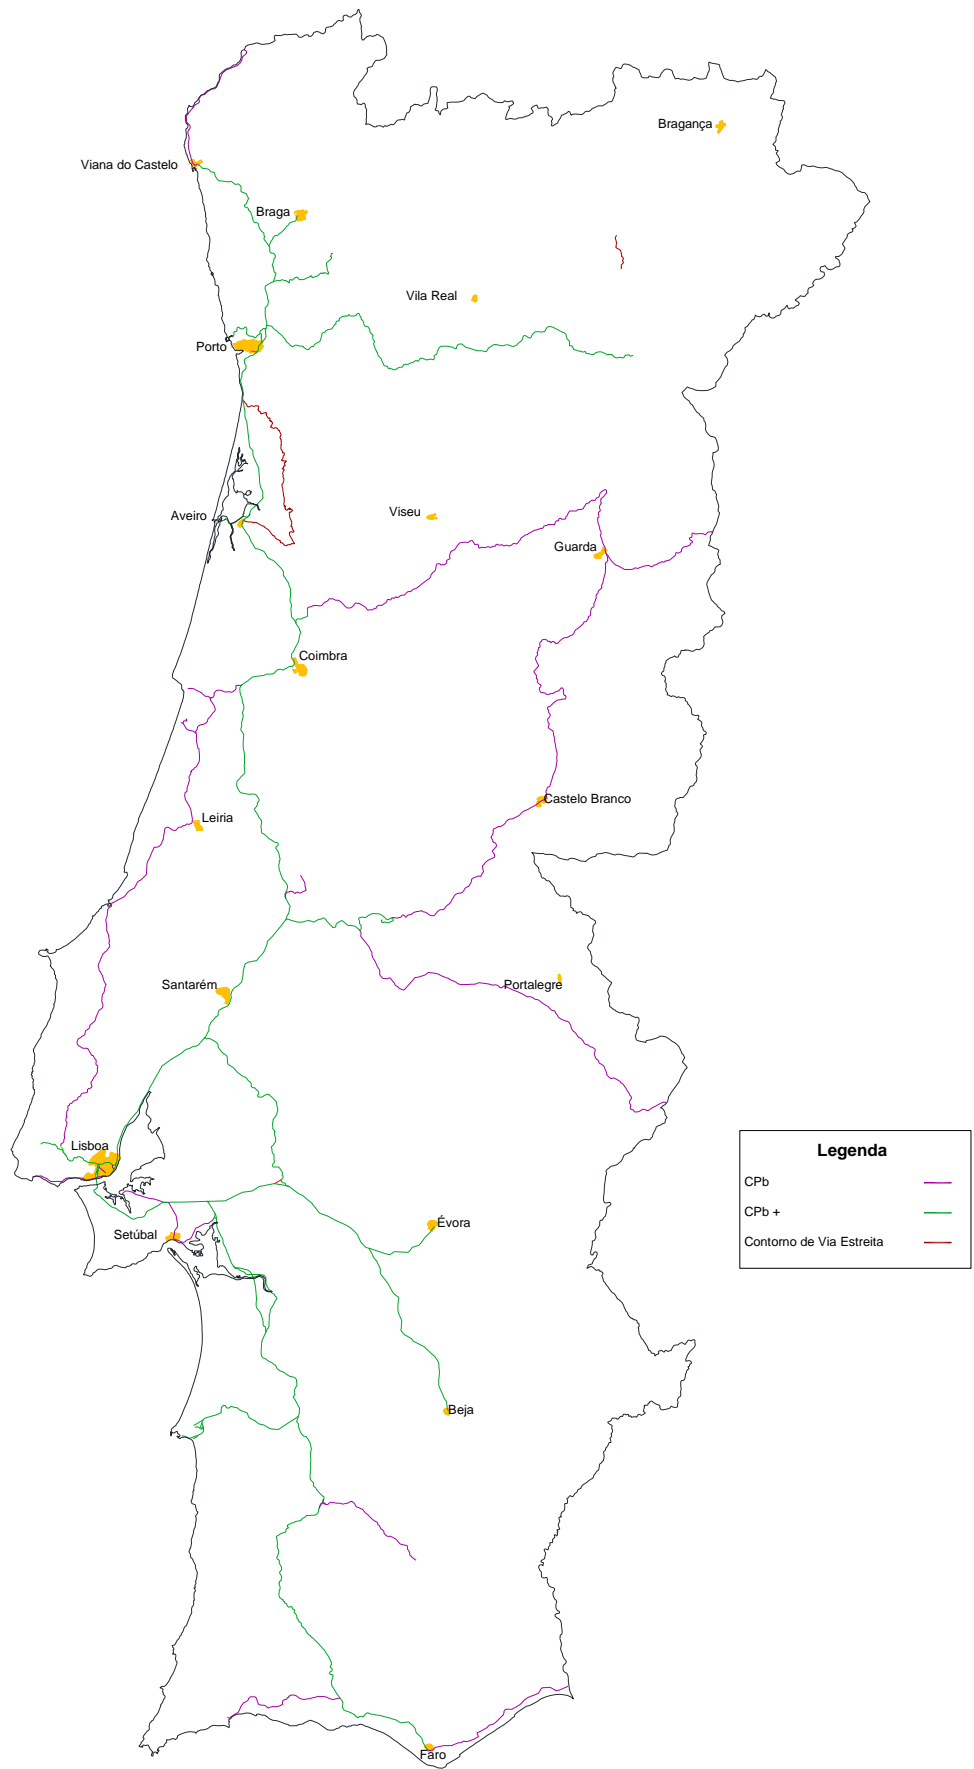 Bragança
Viana do Castelo
Braga
Vila Real
Porto
Viseu
Aveiro
Guarda
Coimbra
Castelo Branco
Leiria
Santarém
Portalegre
Lisboa
Legenda
CPb
CPb +
Contorno de Via Estreita
Évora
Setúbal
Beja
Faro